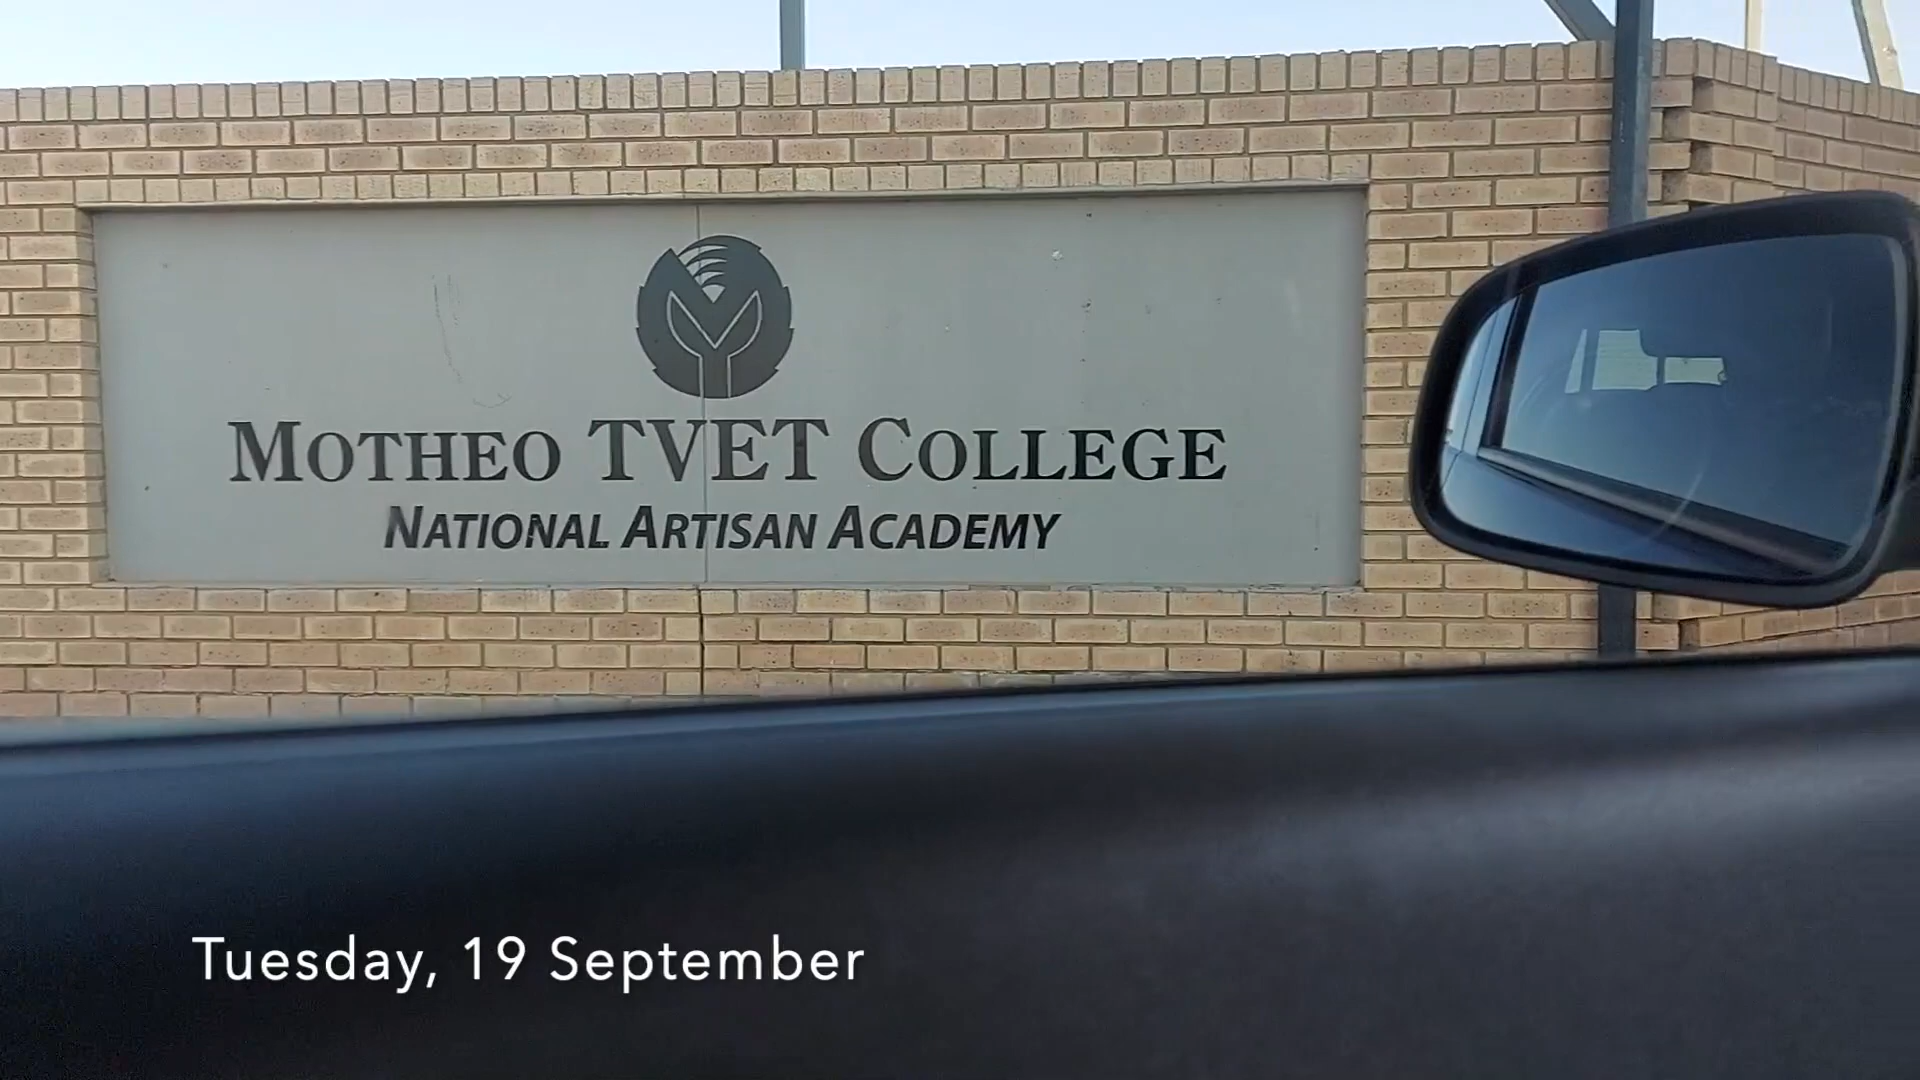 MOTHEO TVET COLLEGE
NATIONAL ARTISAN ACADEMY
Tuesday, 19 September